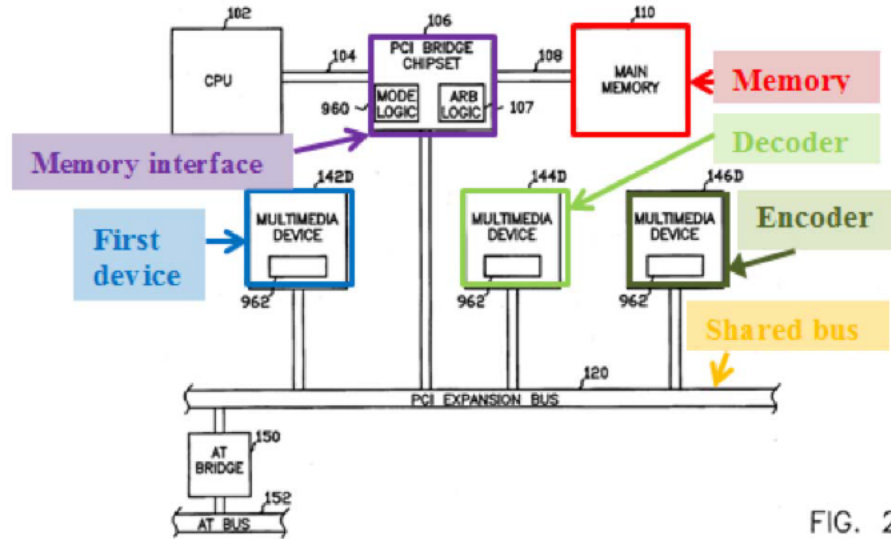 102
106
110
104
PCI BRIDGE
CHIPSET
108
CPU
MAIN
MEMORY
Memory
960
MODE
LOGIC
ARB
LOGIC
107
Decoder
Memory interface
142D
144D
146D
First
device
MULTIMEDIA
DEVICE
MULTIMEDIA
DEVICE
MULTIMEDIA
DEVICE
Encoder
962
962
962
Shared bus
120
PCI EXPANSION BUS
150
AT
BRIDGE
152
AT BUS
FIG. 2